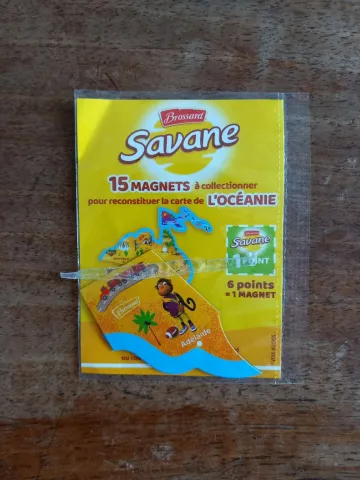 Brossard
Savane
15 MAGNETS à collectionner
pour reconstituer la carte de L'OCÉANIE
Brossard
Savane
1 POINT
6 points
= 1 MAGNET
Brossard
Adélaïde